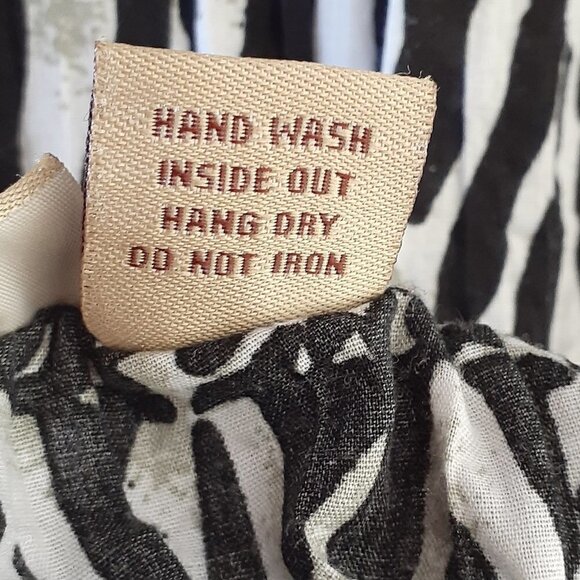 HAND WASH
INSIDE OUT
HANG DRY
DO NOT IRON